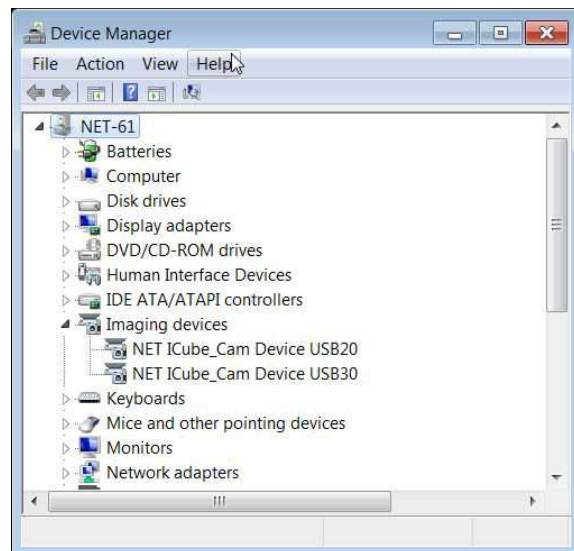 Device Manager
File Action View Help
NET-61
Batteries
Computer
Disk drives
Display adapters
DVD/CD-ROM drives
Human Interface Devices
IDE ATA/ATAPI controllers
Imaging devices
NET ICube_Cam Device USB20
NET ICube_Cam Device USB30
Keyboards
Mice and other pointing devices
Monitors
Network adapters